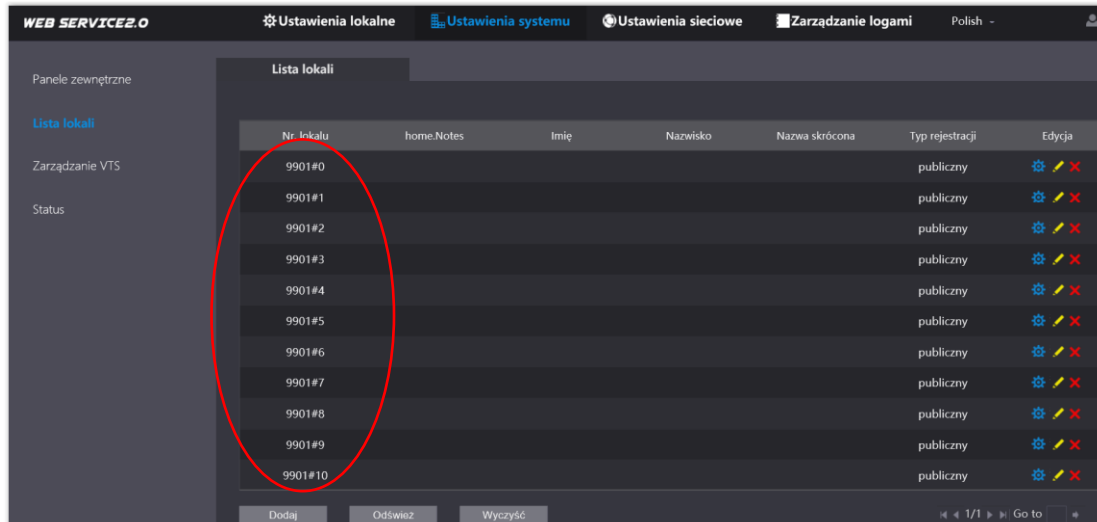 WEB SERVICE2.0 Ustawienia lokalne Ustawienia systemu Ustawienia sieciowe Zarządzanie logami Polish -
Panele zewnętrzne
Lista lokali
Zarządzanie VTS
Status
Lista lokali
Nr. lokalu home.Notes Imię Nazwisko Nazwa skrócona Typ rejestracji Edycja
9901#0 publiczny
9901#1 publiczny
9901#2 publiczny
9901#3 publiczny
9901#4 publiczny
9901#5 publiczny
9901#6 publiczny
9901#7 publiczny
9901#8 publiczny
9901#9 publiczny
9901#10 publiczny
Dodaj Odśwież Wyczyść 1/1 Go to